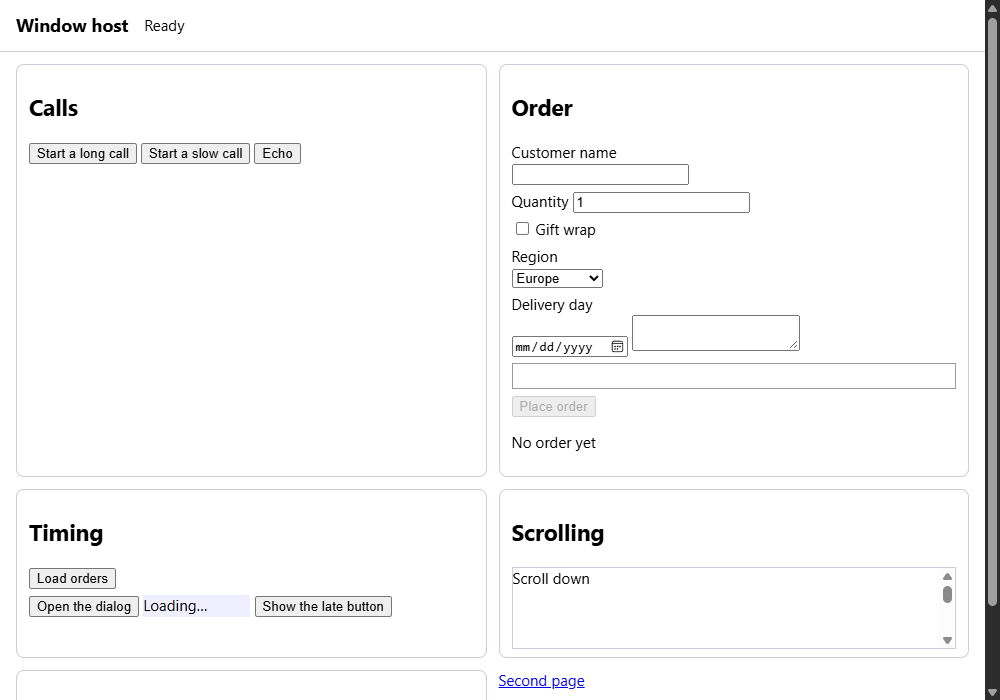 Window host Ready
Calls
Start a long call Start a slow call Echo
Order
Customer name
Quantity 1
Gift wrap
Region
Europe
Delivery day
mm/dd/yyyy
Place order
No order yet
Timing
Load orders
Open the dialog Loading... Show the late button
Scrolling
Scroll down
Second page